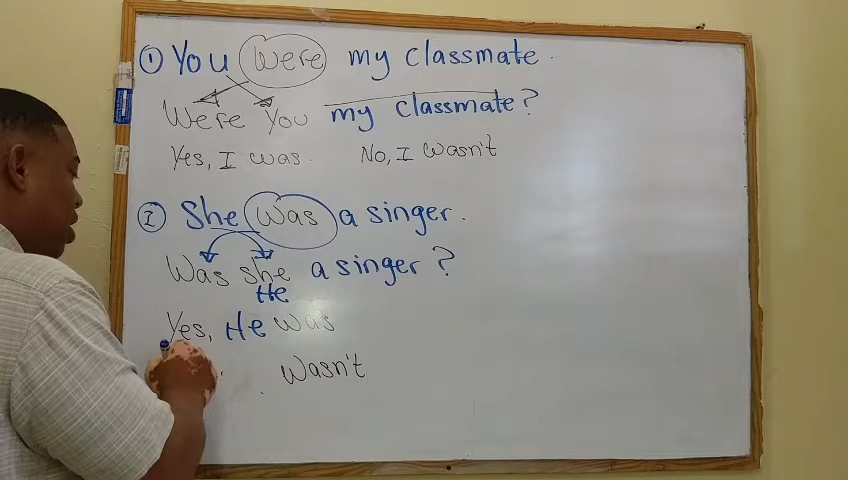 ① You were my classmate.
Were You my classmate?
Yes, I was. No, I wasn't
② She was a singer.
Was she a singer?
He
Yes, He was
Wasn't